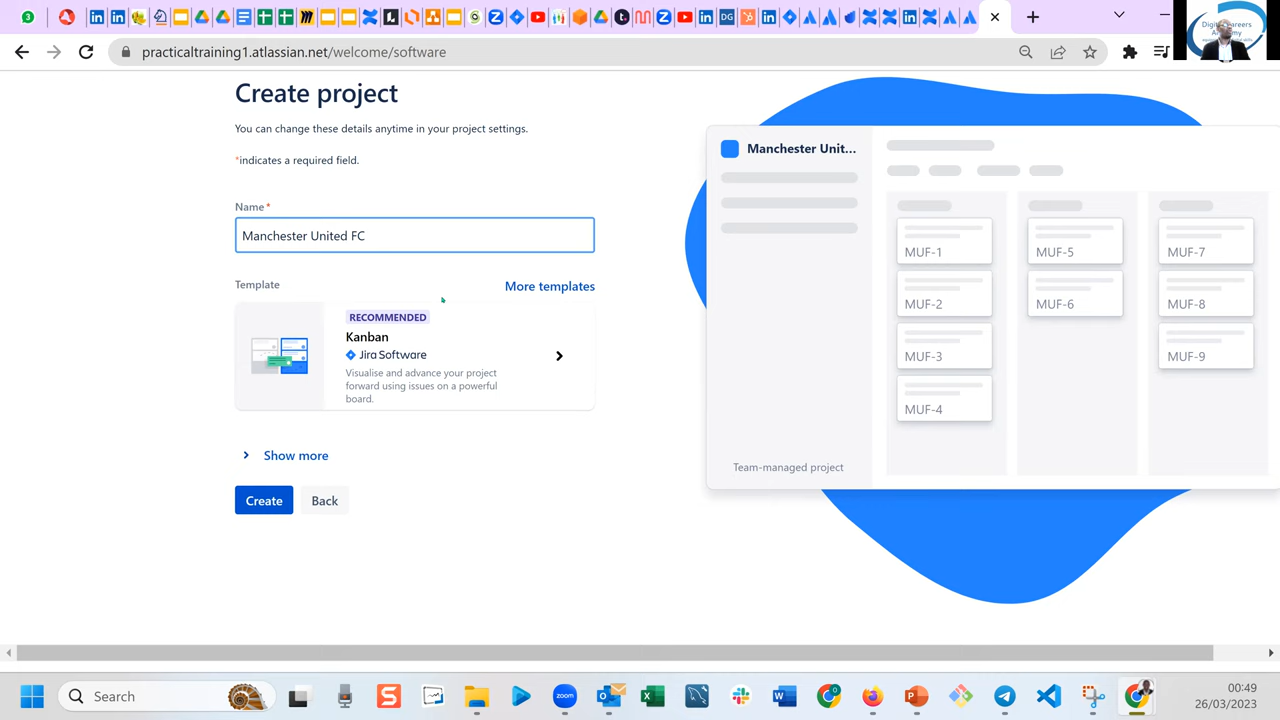 practicaltraining1.atlassian.net/welcome/software
Create project
You can change these details anytime in your project settings.
*indicates a required field.
Name*
Manchester United FC
Template
More templates
RECOMMENDED
Kanban
Jira Software
Visualise and advance your project
forward using issues on a powerful
board.
Show more
Create
Back
Manchester Unit...
MUF-1
MUF-5
MUF-7
MUF-2
MUF-6
MUF-8
MUF-3
MUF-9
MUF-4
Team-managed project
Search
zoom
00:49
26/03/2023